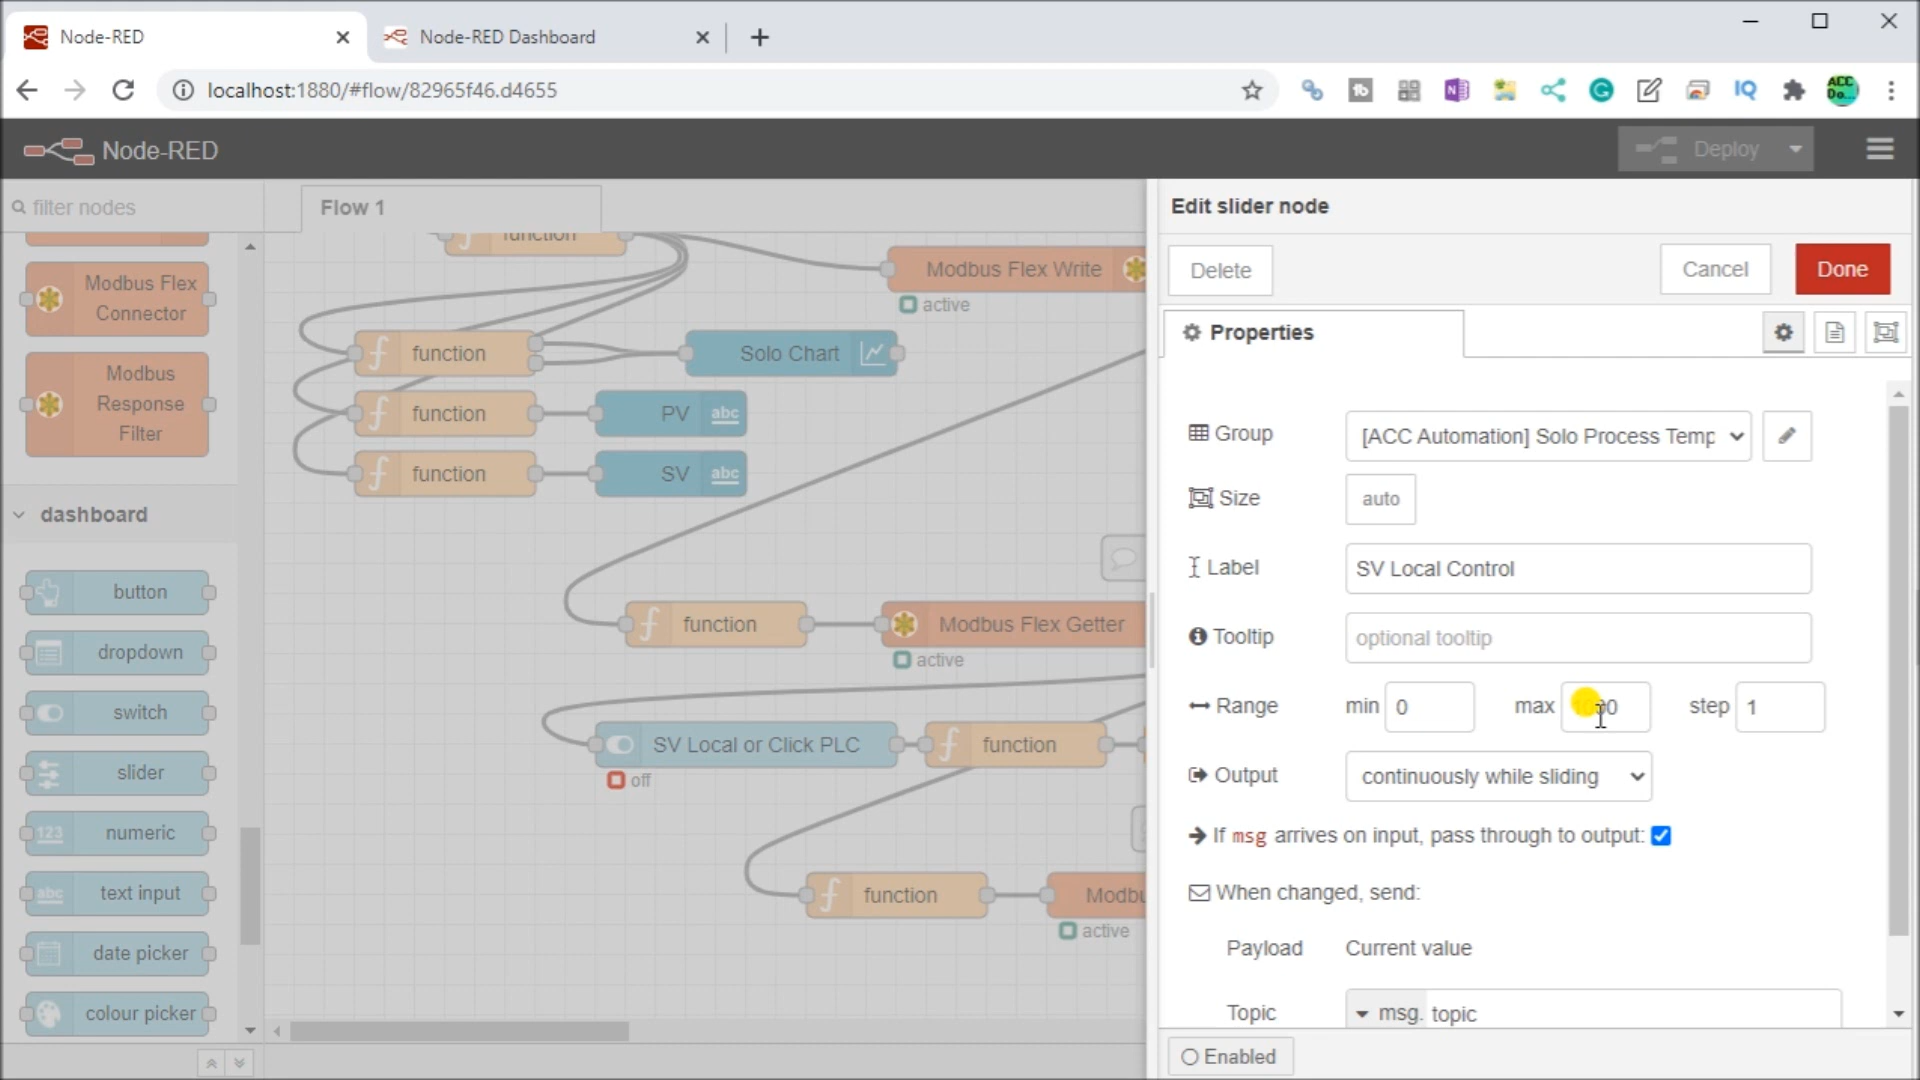 Node-RED
Node-RED Dashboard
localhost:1880/#flow/82965f46.d4655
ACC
Do...
Node-RED
Deploy
filter nodes
Flow 1
Edit slider node
function
Modbus Flex Write
active
Delete
Cancel
Done
Modbus Flex
Connector
Modbus
Response
Filter
function
Solo Chart
function
PV
abc
function
SV
abc
Properties
Group
[ACC Automation] Solo Process Temp
Size
auto
Label
SV Local Control
Tooltip
optional tooltip
Range
min
0
max
step
1
Output
continuously while sliding
If msg arrives on input, pass through to output:
When changed, send:
Payload
Current value
Topic
msg. topic
Enabled
dashboard
button
dropdown
switch
slider
123
numeric
abc
text input
date picker
colour picker
function
Modbus Flex Getter
active
SV Local or Click PLC
off
function
function
active